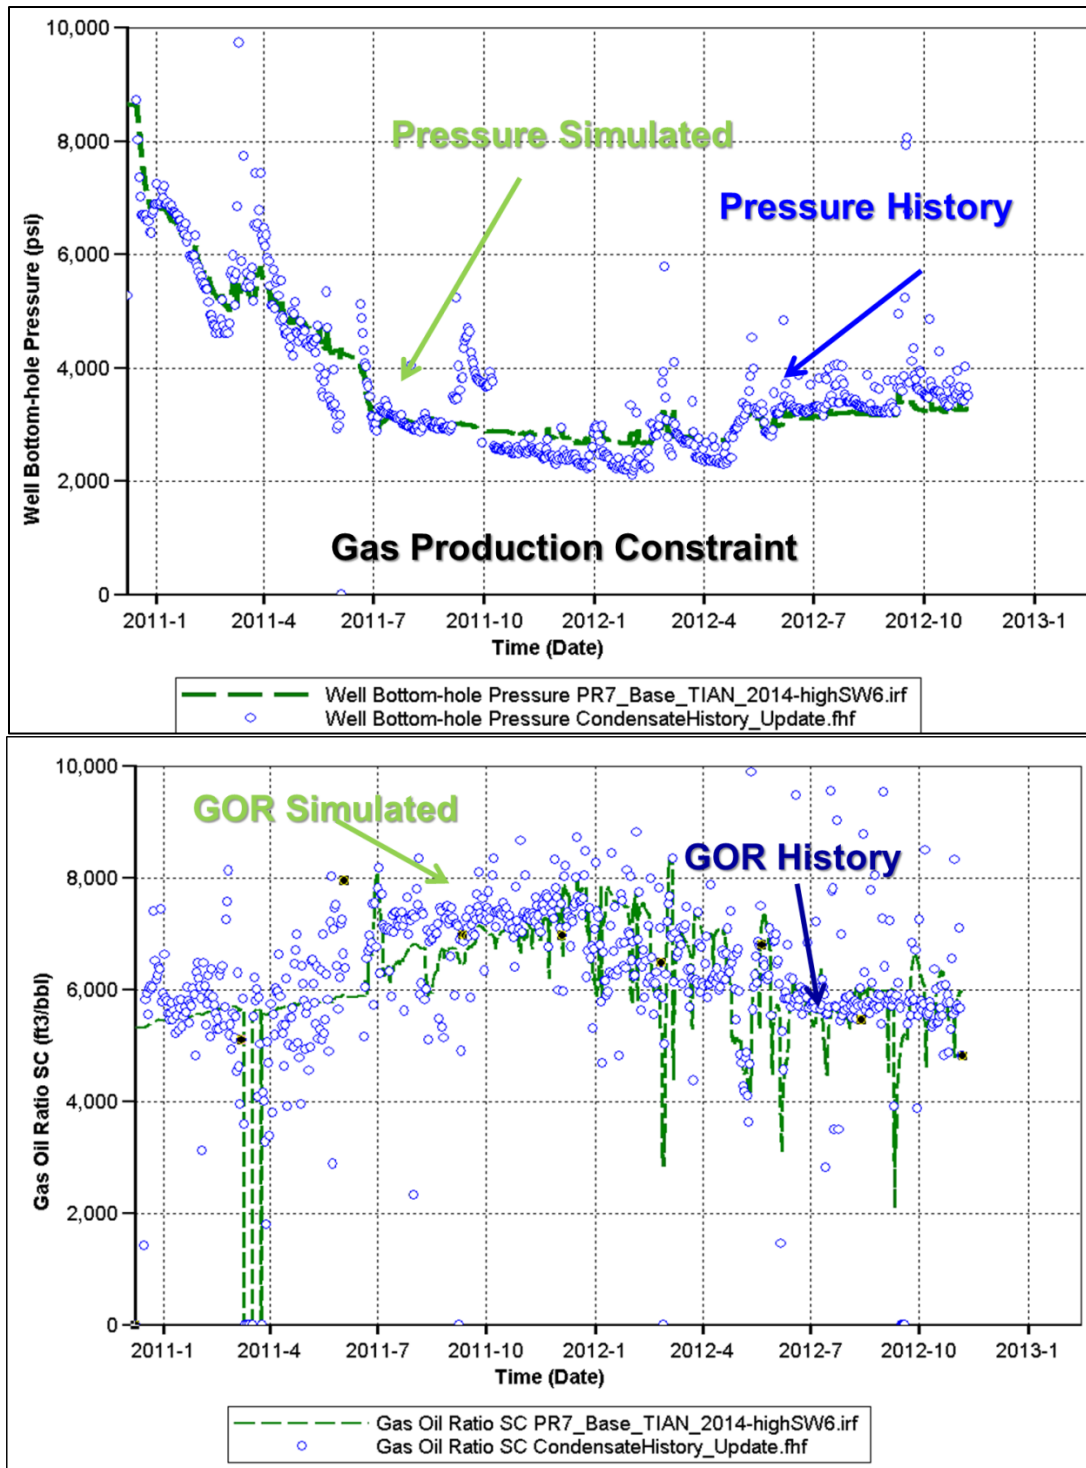 10,000
8,000
6,000
4,000
2,000
0
Well Bottom-hole Pressure (psi)
Pressure Simulated
Pressure History
Gas Production Constraint
2011-1 2011-4 2011-7 2011-10 2012-1 2012-4 2012-7 2012-10 2013-1
Time (Date)
Well Bottom-hole Pressure PR7_Base_TIAN_2014-highSW6.irf
Well Bottom-hole Pressure CondensateHistory_Update.fhf
10,000
8,000
6,000
4,000
2,000
0
Gas Oil Ratio SC (ft3/bbl)
GOR Simulated
GOR History
2011-1 2011-4 2011-7 2011-10 2012-1 2012-4 2012-7 2012-10 2013-1
Time (Date)
Gas Oil Ratio SC PR7_Base_TIAN_2014-highSW6.irf
Gas Oil Ratio SC CondensateHistory_Update.fhf